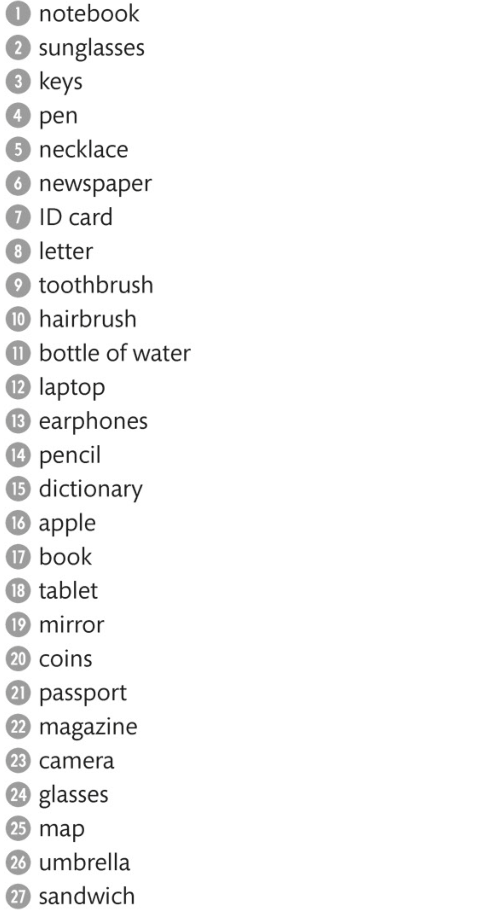 1 notebook
2 sunglasses
3 keys
4 pen
5 necklace
6 newspaper
7 ID card
8 letter
9 toothbrush
10 hairbrush
11 bottle of water
12 laptop
13 earphones
14 pencil
15 dictionary
16 apple
17 book
18 tablet
19 mirror
20 coins
21 passport
22 magazine
23 camera
24 glasses
25 map
26 umbrella
27 sandwich